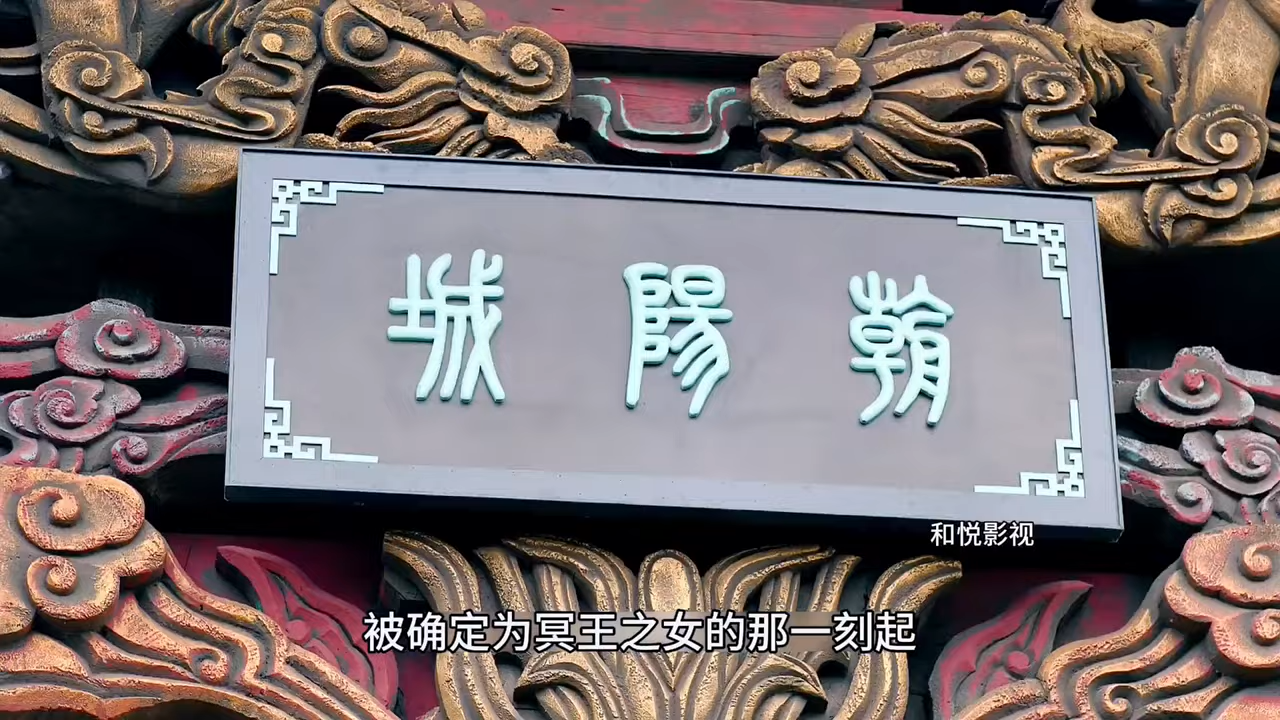 朝陽城
和悦影视
被确定为冥王之女的那一刻起